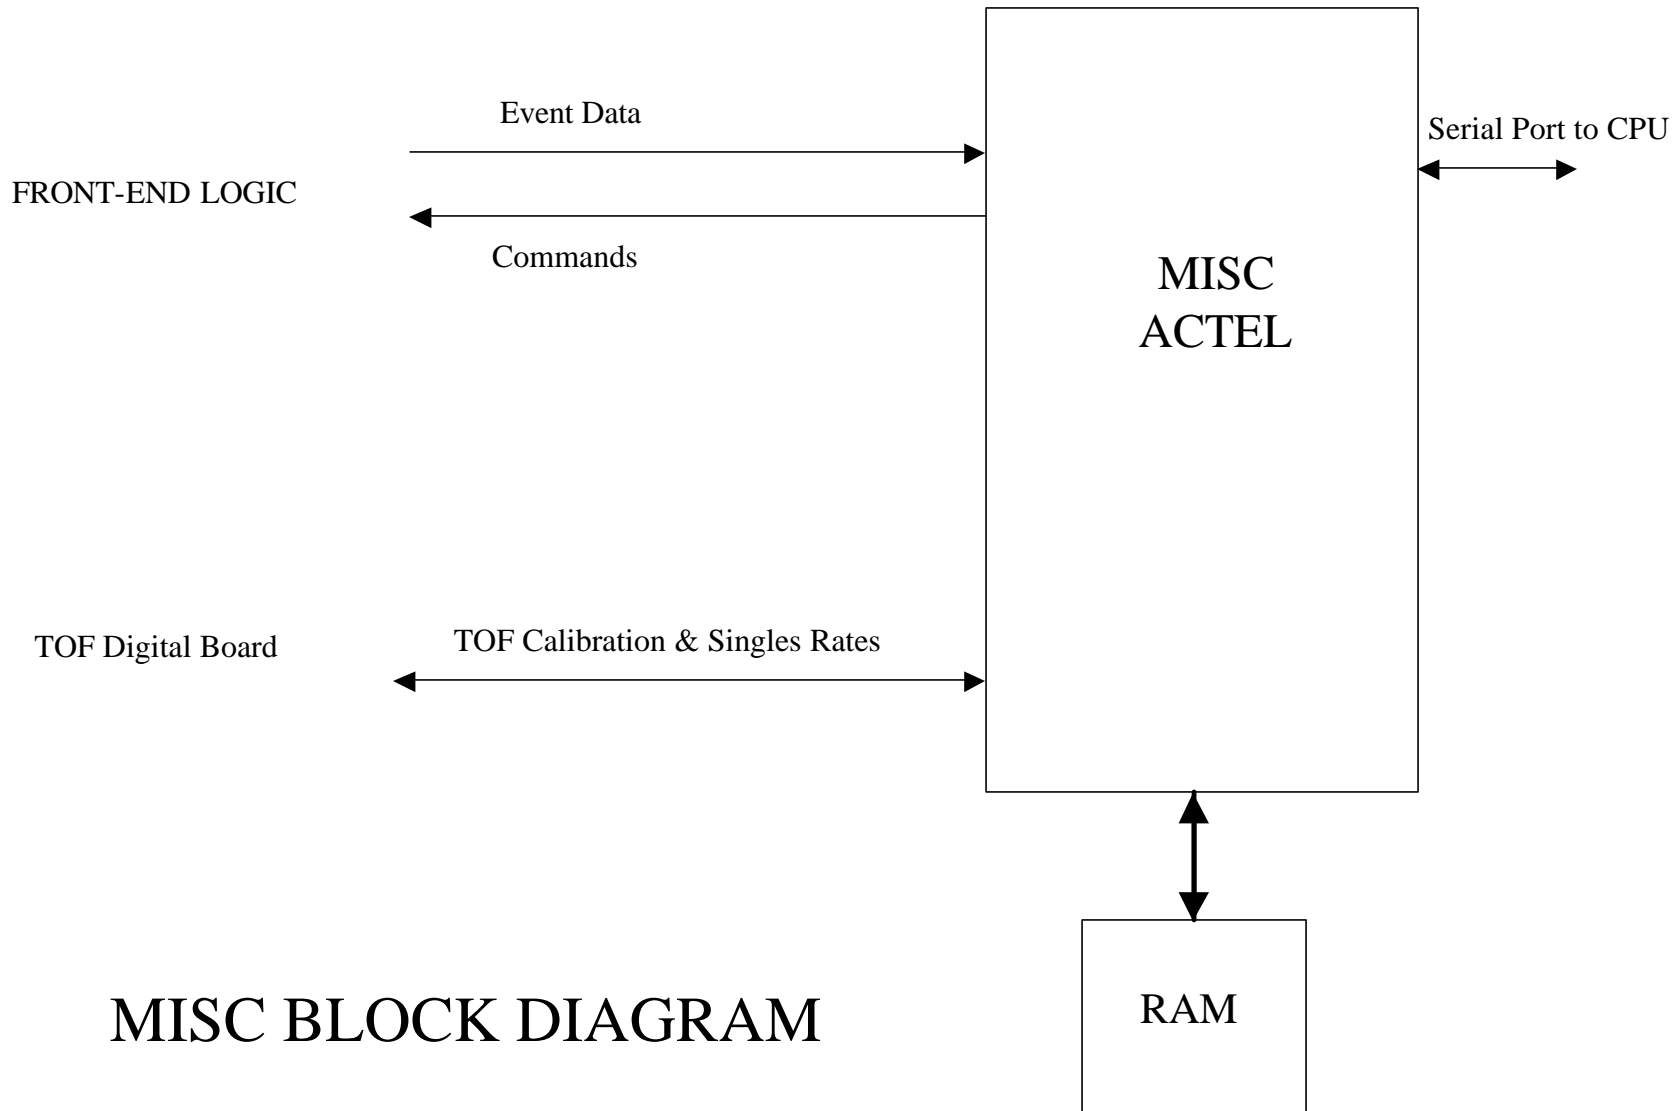 Event Data
Serial Port to CPU
FRONT-END LOGIC
Commands
MISC
ACTEL
TOF Digital Board
TOF Calibration & Singles Rates
MISC BLOCK DIAGRAM
RAM